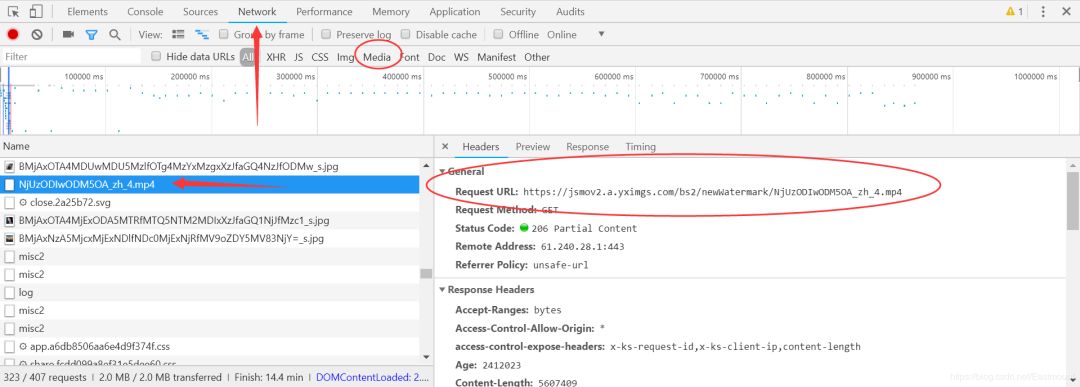 Elements Console Sources Network Performance Memory Application Security Audits 1
View: Group by frame Preserve log Disable cache Offline Online
Filter Hide data URLs All XHR JS CSS Img Media Font Doc WS Manifest Other
100000 ms 200000 ms 300000 ms 400000 ms 500000 ms 600000 ms 700000 ms 800000 ms 900000 ms 1000000 ms
Name
BMjAxOTA4MDUwMDU5MzIfOTg4MzYxMzgxXzJfaGQ4NzJfODMw_s.jpg
NjUzODIwODM5OA_zh_4.mp4
close.2a25b72.svg
BMjAxOTA4MjExODA5MTRfMTQ5NTM2MDIxXzJfaGQ1NjJfMzc1_s.jpg
BMjAxNzA5MjcxMjExNDlfNDc0MjExNjRfMV9oZDY5MV83NjY=_s.jpg
misc2
misc2
log
misc2
misc2
app.a6db8506aa6e4d9f374f.css
share.fcdd099a8ef31e5dee60.css
323 / 407 requests | 2.0 MB / 2.0 MB transferred | Finish: 14.4 min | DOMContentLoaded: 2....
Headers Preview Response Timing
General
Request URL: https://jsmov2.a.yximgs.com/bs2/newWatermark/NjUzODIwODM5OA_zh_4.mp4
Request Method: GET
Status Code: 206 Partial Content
Remote Address: 61.240.28.1:443
Referrer Policy: unsafe-url
Response Headers
Accept-Ranges: bytes
Access-Control-Allow-Origin: *
access-control-expose-headers: x-ks-request-id,x-ks-client-ip,content-length
Age: 2412023
Content-Length: 5607409